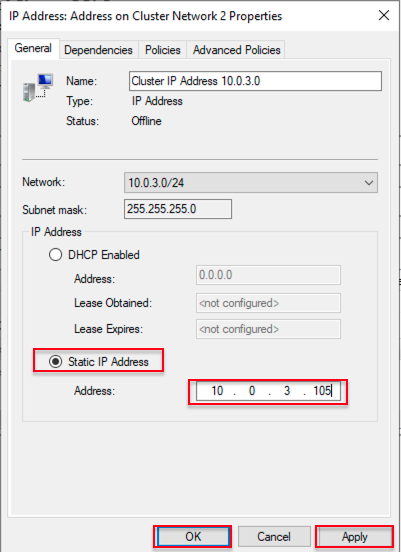 IP Address: Address on Cluster Network 2 Properties
General Dependencies Policies Advanced Policies
Name: Cluster IP Address 10.0.3.0
Type: IP Address
Status: Offline
Network: 10.0.3.0/24
Subnet mask: 255.255.255.0
IP Address
DHCP Enabled
Address: 0.0.0.0
Lease Obtained: <not configured>
Lease Expires: <not configured>
Static IP Address
Address: 10 . 0 . 3 . 105
OK Cancel Apply